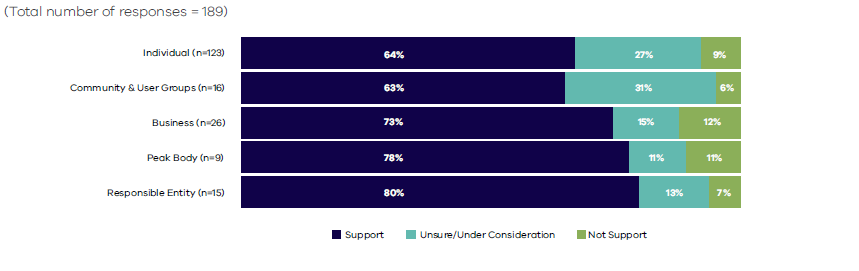 (Total number of responses = 189)
Individual (n=123) 64% 27% 9%
Community & User Groups (n=16) 63% 31% 6%
Business (n=26) 73% 15% 12%
Peak Body (n=9) 78% 11% 11%
Responsible Entity (n=15) 80% 13% 7%
Support Unsure/Under Consideration Not Support